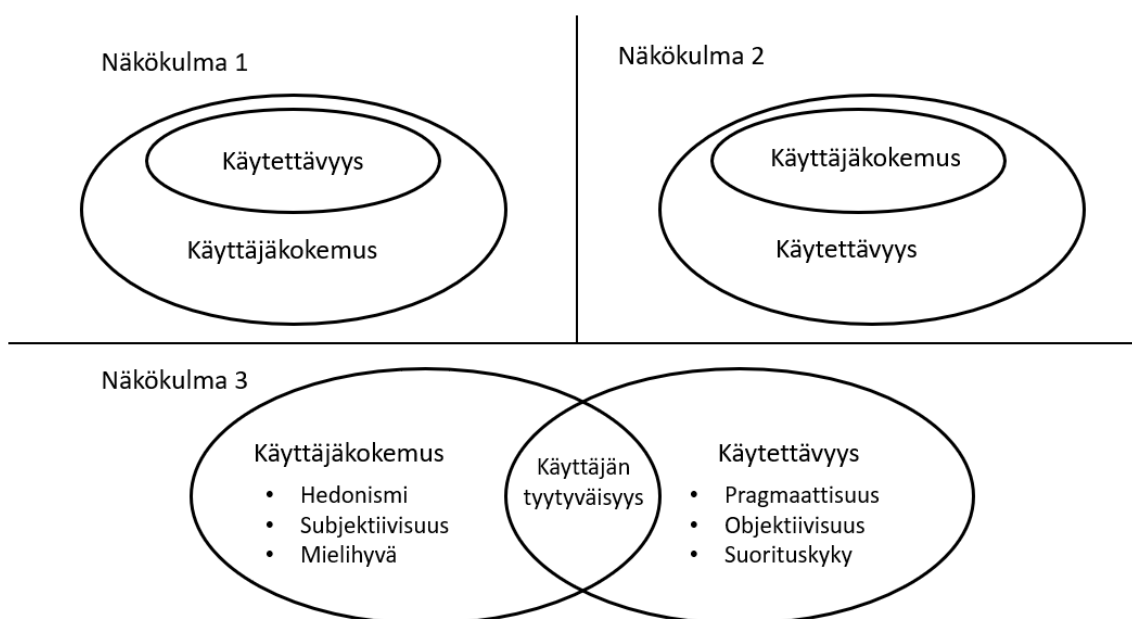 Näkökulma 1
Käytettävyys
Käyttäjäkokemus
Näkökulma 2
Käyttäjäkokemus
Käytettävyys
Näkökulma 3
Käyttäjäkokemus
• Hedonismi
• Subjektiivisuus
• Mielihyvä
Käyttäjän
tyytyväisyys
Käytettävyys
• Pragmaattisuus
• Objektiivisuus
• Suorituskyky